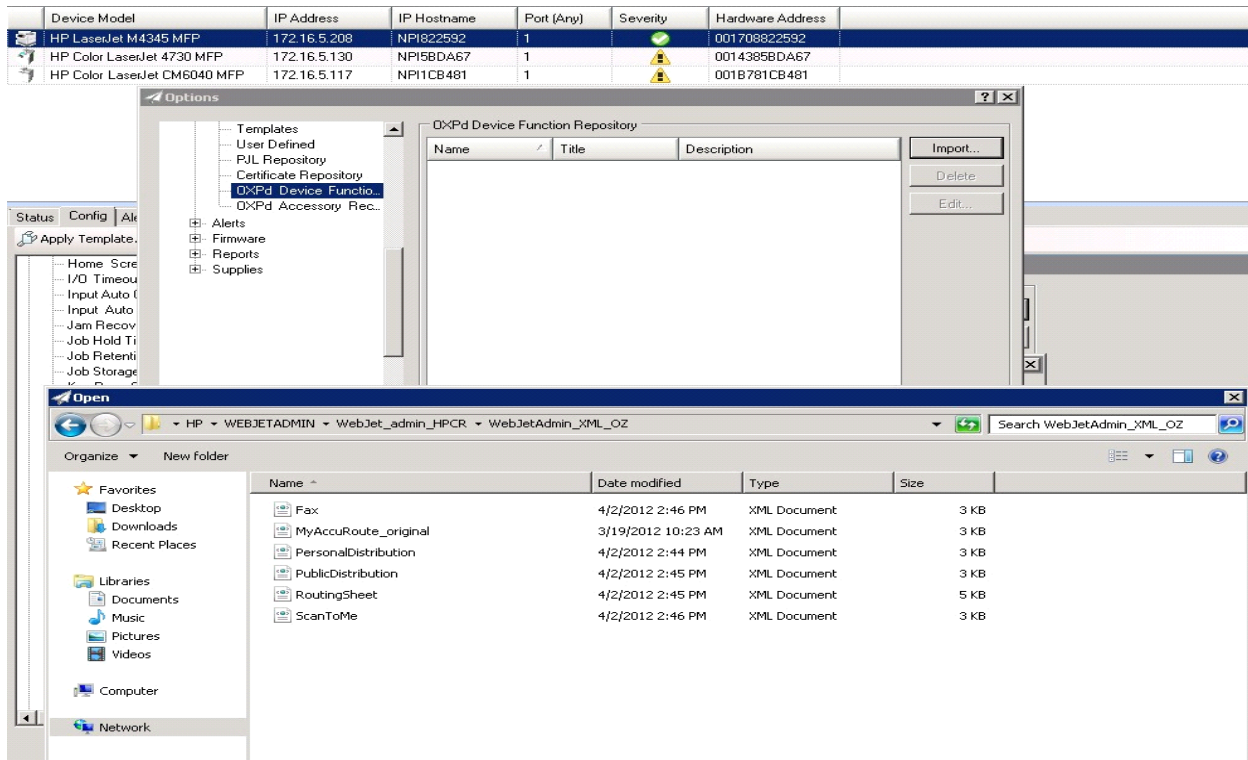 Device Model IP Address IP Hostname Port (Any) Severity Hardware Address
HP LaserJet M4345 MFP 172.16.5.208 NPI822592 1 001708822592
HP Color LaserJet 4730 MFP 172.16.5.130 NPI5BDA67 1 0014385BDA67
HP Color LaserJet CM6040 MFP 172.16.5.117 NPI1CB481 1 001B781CB481
Options
Templates
User Defined
PJL Repository
Certificate Repository
OXPd Device Functio...
OXPd Accessory Rec...
Alerts
Firmware
Reports
Supplies
OXPd Device Function Repository
Name Title Description
Import...
Delete
Edit...
Status Config Ale
Apply Template.
Home Scre
I/O Timeou
Input Auto
Input Auto
Jam Recov
Job Hold Ti
Job Retenti
Job Storage
Open
HP WEBJETADMIN WebJet_admin_HPCR WebJetAdmin_XML_OZ
Search WebJetAdmin_XML_OZ
Organize New folder
Favorites
Desktop
Downloads
Recent Places
Libraries
Documents
Music
Pictures
Videos
Computer
Network
Name Date modified Type Size
Fax 4/2/2012 2:46 PM XML Document 3 KB
MyAccuRoute_original 3/19/2012 10:23 AM XML Document 3 KB
PersonalDistribution 4/2/2012 2:44 PM XML Document 3 KB
PublicDistribution 4/2/2012 2:45 PM XML Document 3 KB
RoutingSheet 4/2/2012 2:45 PM XML Document 5 KB
ScanToMe 4/2/2012 2:46 PM XML Document 3 KB